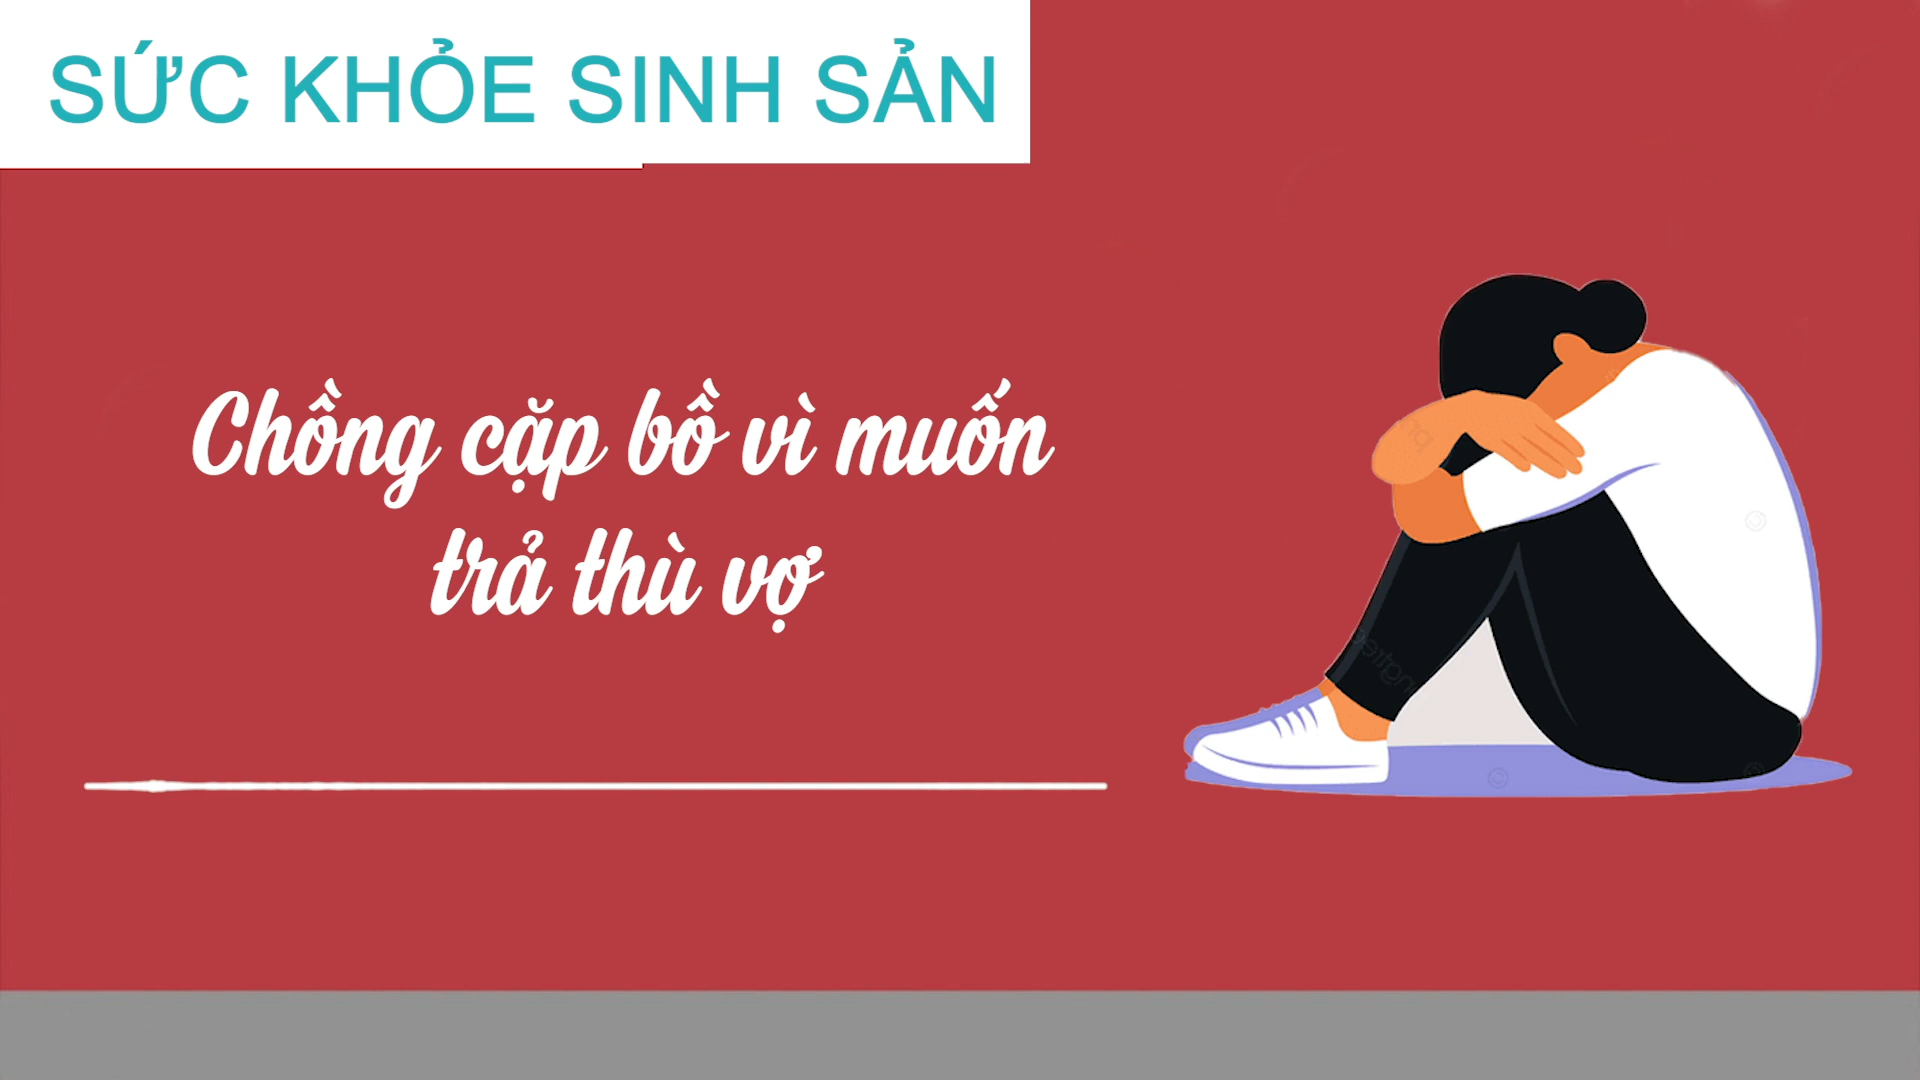 SỨC KHỎE SINH SẢN
Chồng cặp bồ vì muốn
trả thù vợ